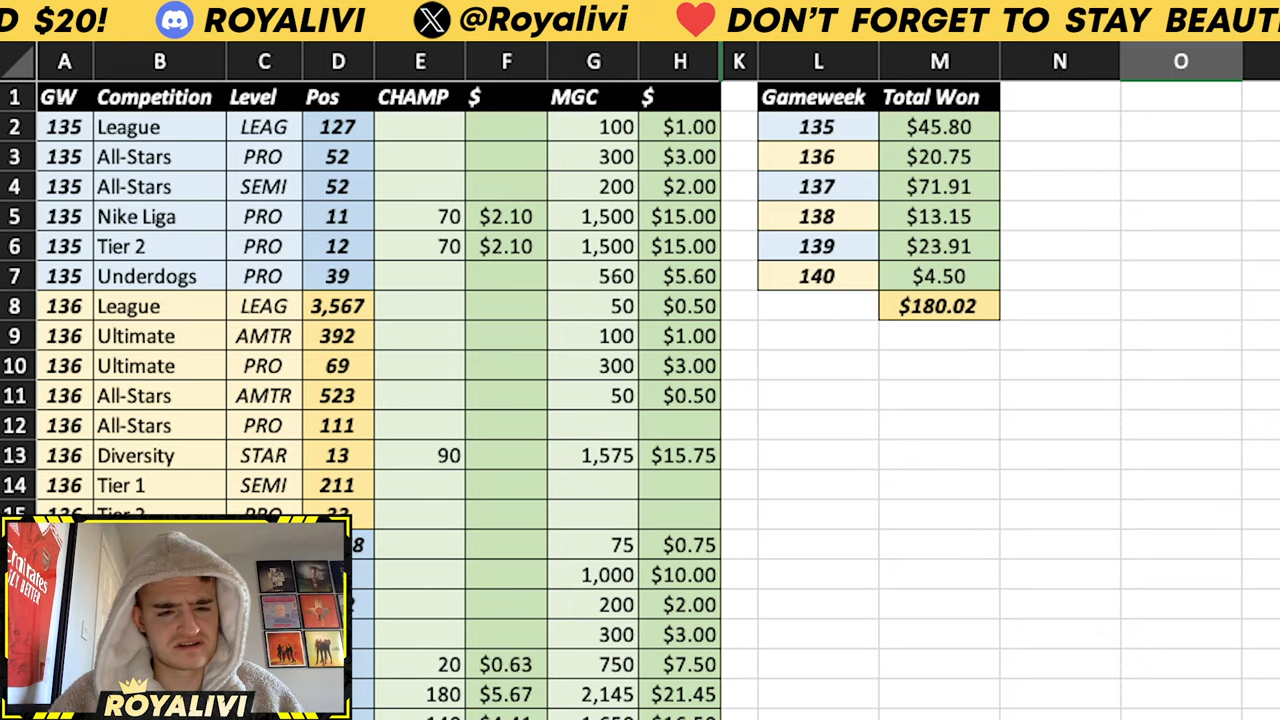 D $20! ROYALIVI @Royalivi DON'T FORGET TO STAY BEAUTI
A B C D E F G H K L M N O
1 GW Competition Level Pos CHAMP $ MGC $ Gameweek Total Won
2 135 League LEAG 127 100 $1.00 135 $45.80
3 135 All-Stars PRO 52 300 $3.00 136 $20.75
4 135 All-Stars SEMI 52 200 $2.00 137 $71.91
5 135 Nike Liga PRO 11 70 $2.10 1,500 $15.00 138 $13.15
6 135 Tier 2 PRO 12 70 $2.10 1,500 $15.00 139 $23.91
7 135 Underdogs PRO 39 560 $5.60 140 $4.50
8 136 League LEAG 3,567 50 $0.50 $180.02
9 136 Ultimate AMTR 392 100 $1.00
10 136 Ultimate PRO 69 300 $3.00
11 136 All-Stars AMTR 523 50 $0.50
12 136 All-Stars PRO 111
13 136 Diversity STAR 13 90 1,575 $15.75
14 136 Tier 1 SEMI 211
15 136 Tier 2 PRO
8 75 $0.75
1,000 $10.00
200 $2.00
300 $3.00
20 $0.63 750 $7.50
180 $5.67 2,145 $21.45
Emirates
FLY BETTER
ROYALIVI